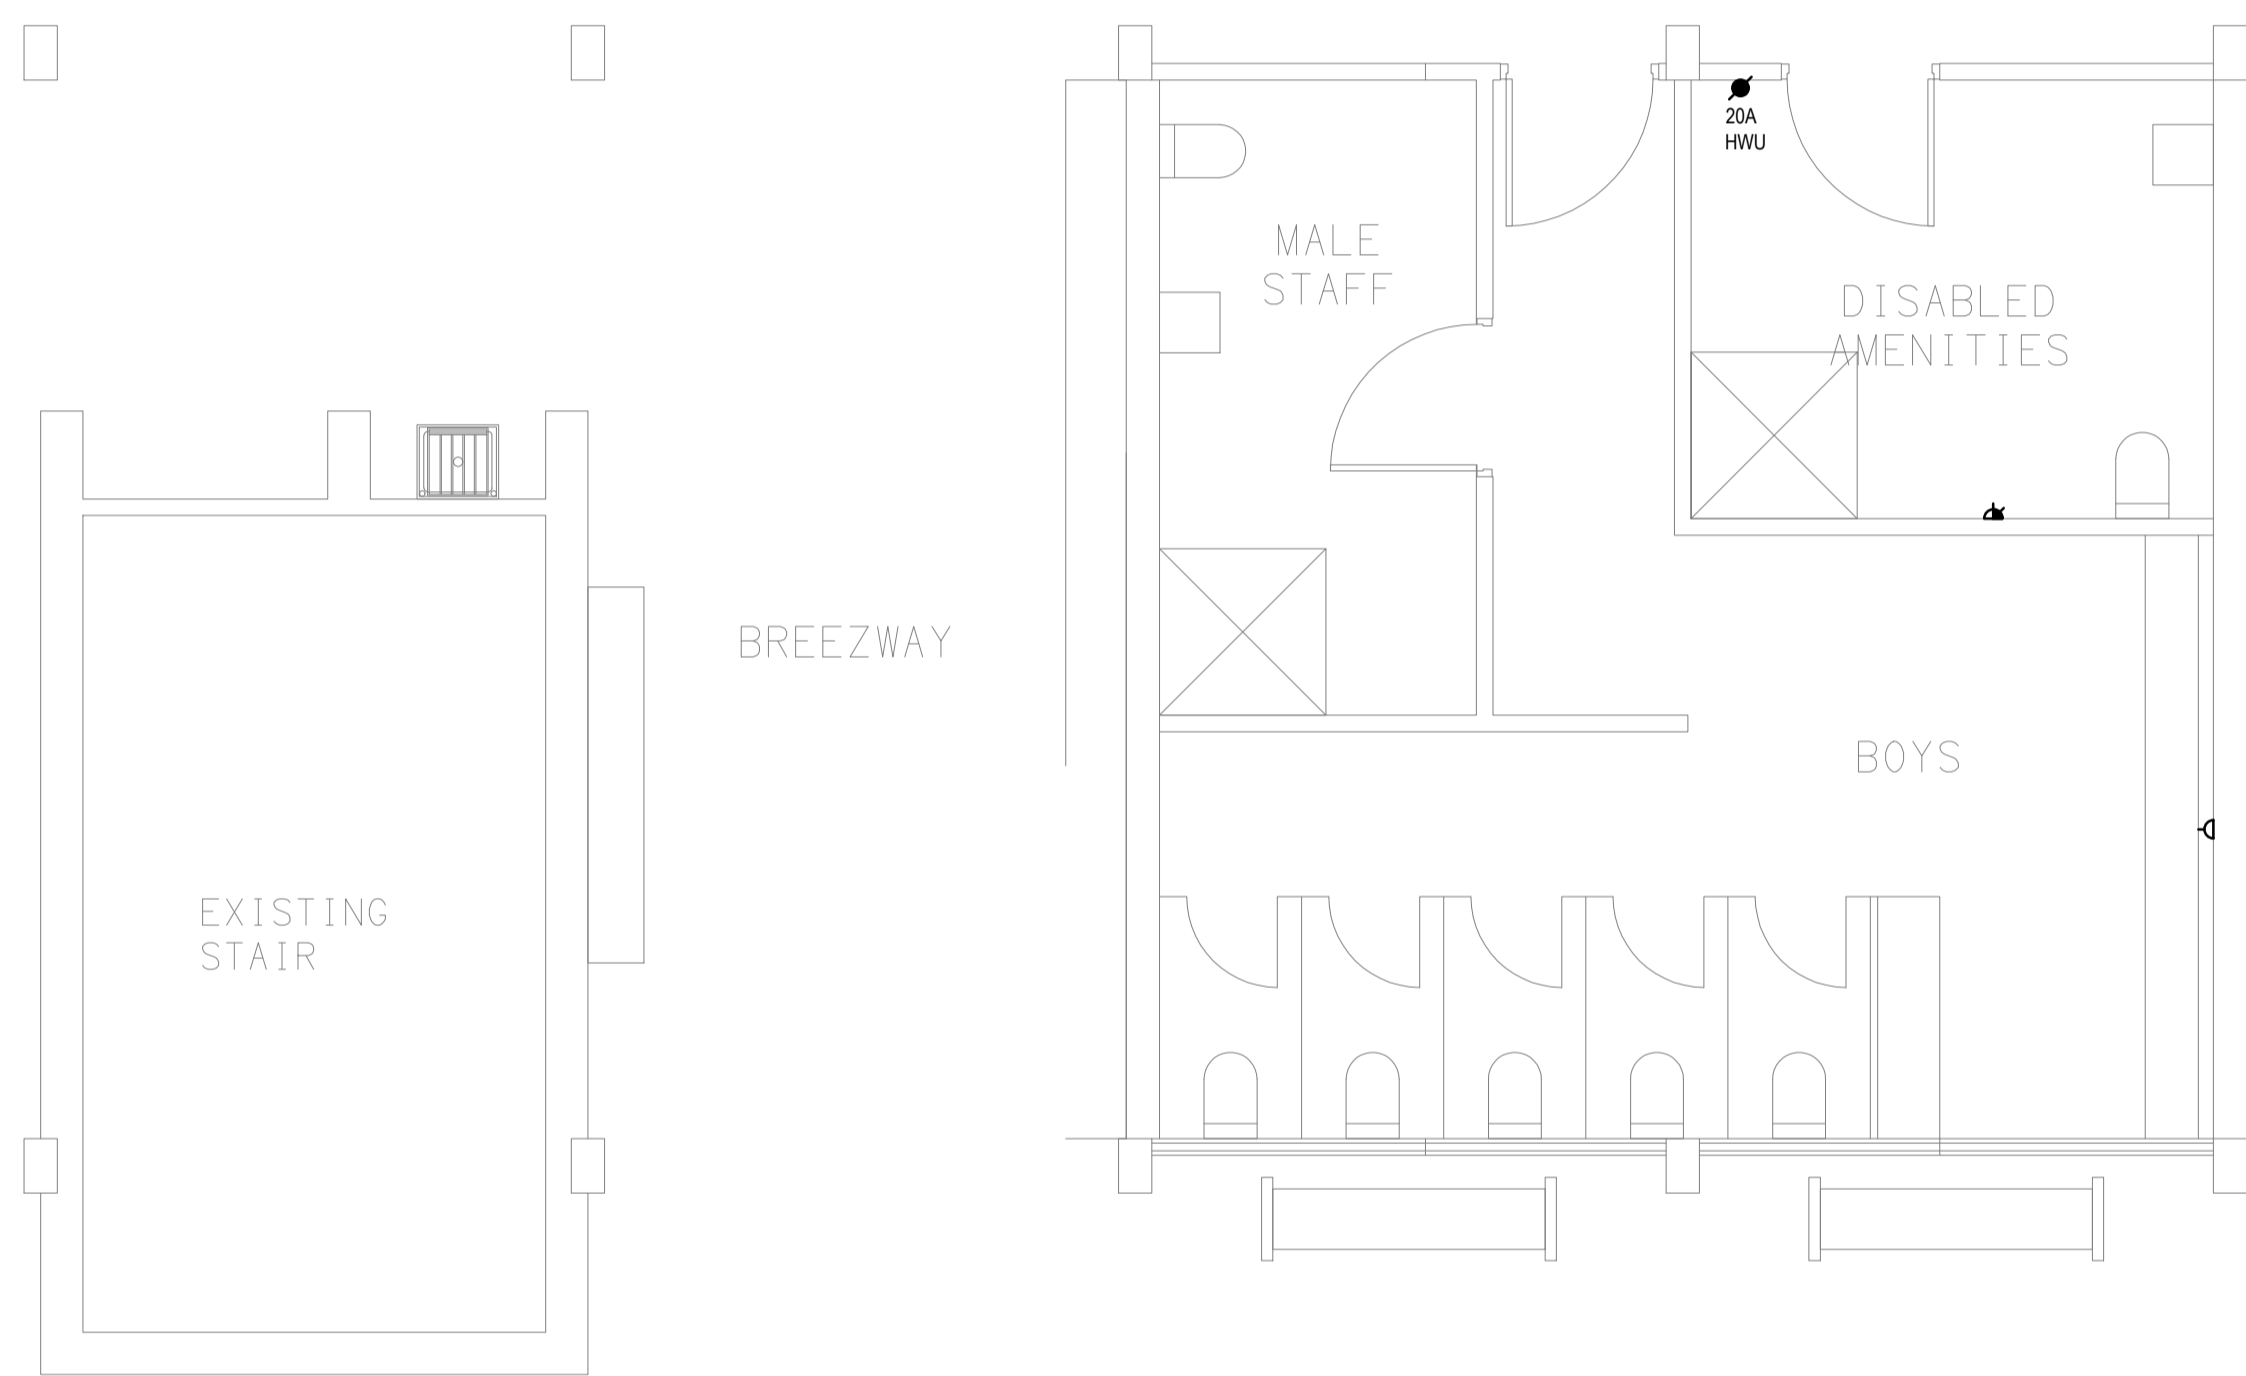 20A
HWU
MALE
STAFF
DISABLED
AMENITIES
BREEZWAY
BOYS
EXISTING
STAIR